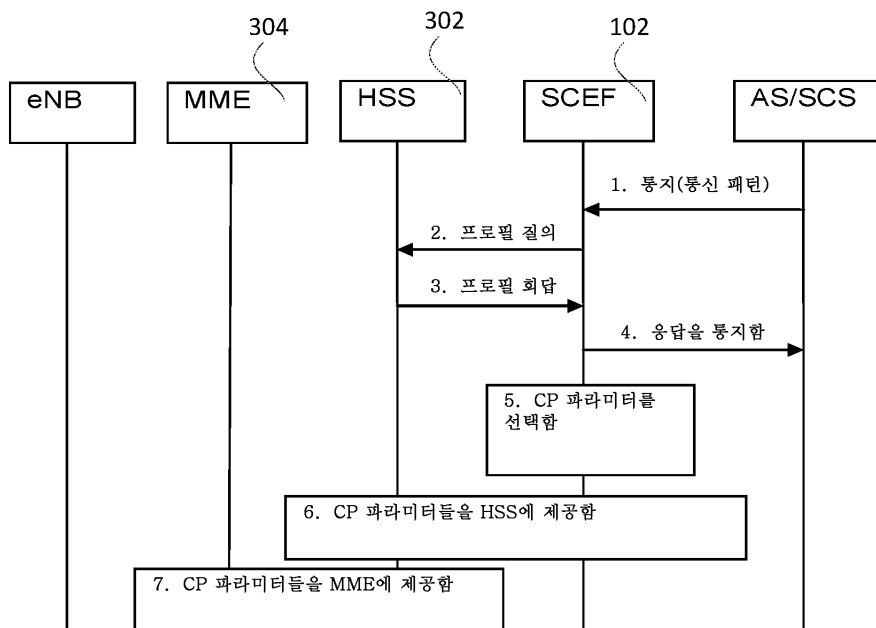 304
302
102
eNB
MME
HSS
SCEF
AS/SCS
1. 통지(통신 패턴)
2. 프로필 질의
3. 프로필 회답
4. 응답을 통지함
5. CP 파라미터를
선택함
6. CP 파라미터들을 HSS에 제공함
7. CP 파라미터들을 MME에 제공함